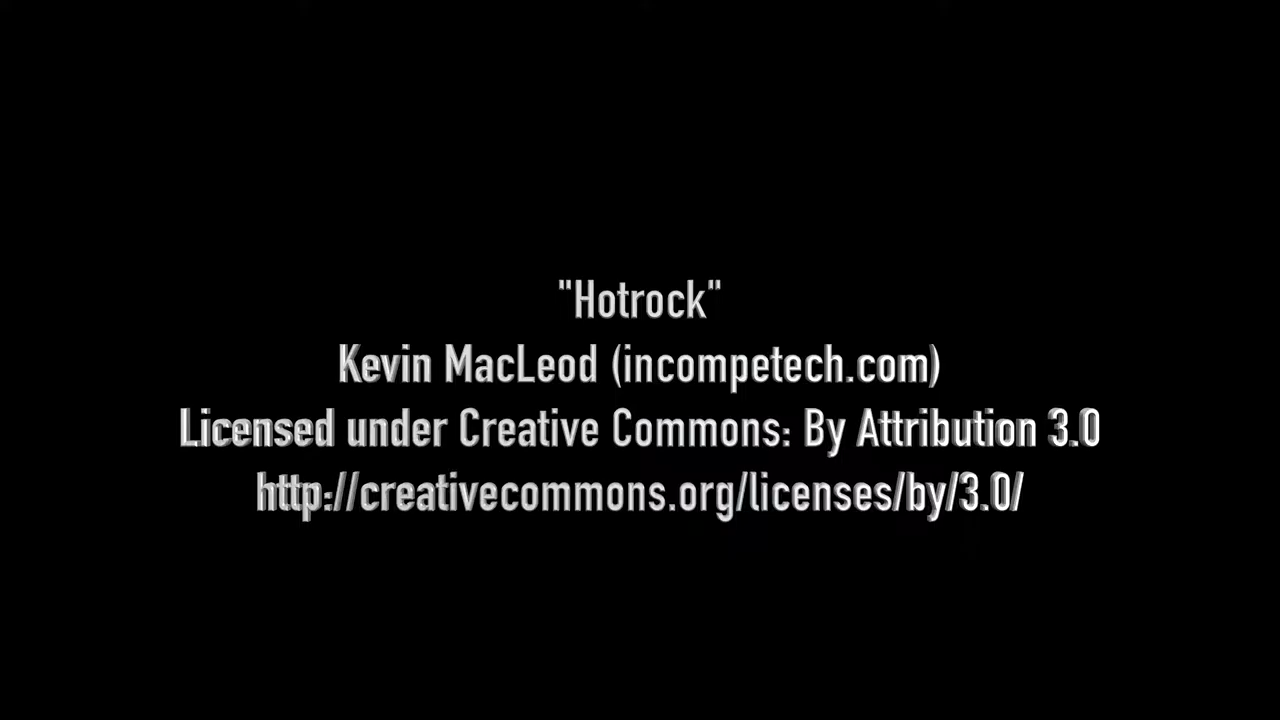 "Hotrock"
Kevin MacLeod (incompetech.com)
Licensed under Creative Commons: By Attribution 3.0
http://creativecommons.org/licenses/by/3.0/